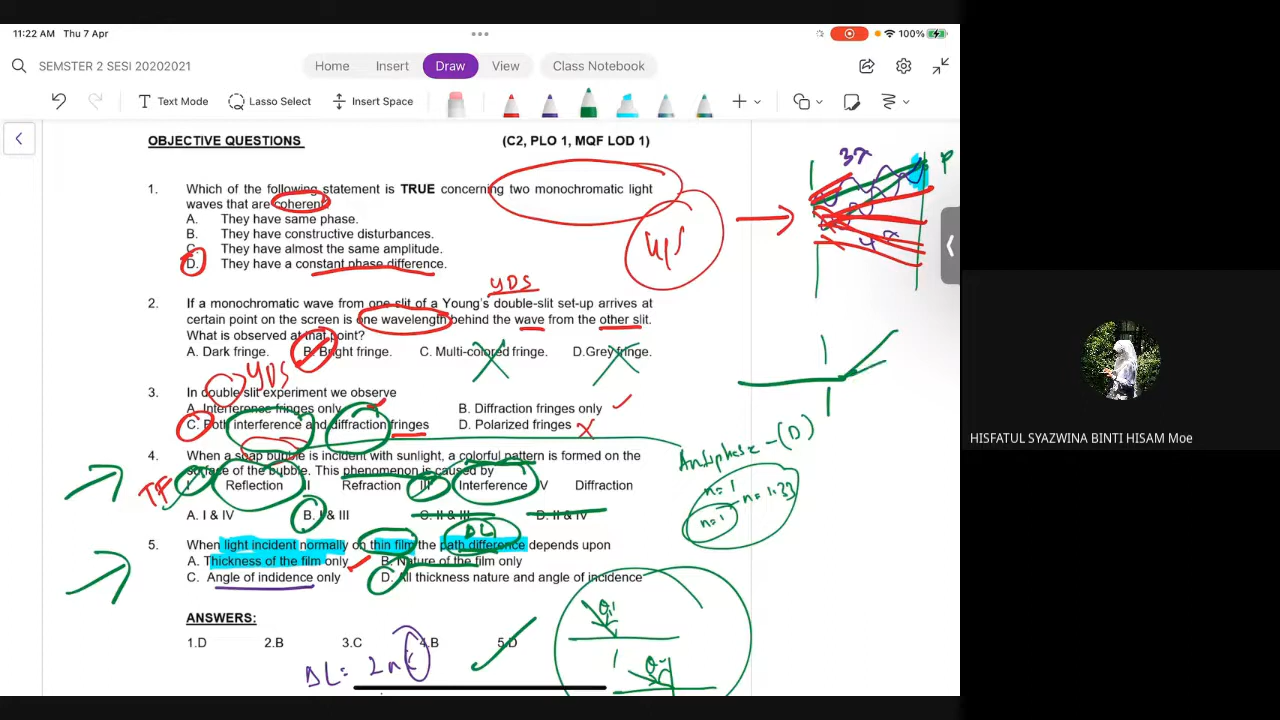 11:22 AM Thu 7 Apr
100%
SEMSTER 2 SESI 20202021
Home Insert Draw View Class Notebook
Text Mode Lasso Select Insert Space
OBJECTIVE QUESTIONS (C2, PLO 1, MQF LOD 1)
1. Which of the following statement is TRUE concerning two monochromatic light
waves that are coherent
A. They have same phase.
B. They have constructive disturbances.
C. They have almost the same amplitude.
D. They have a constant phase difference.
YDS
2. If a monochromatic wave from one slit of a Young's double-slit set-up arrives at
certain point on the screen is one wavelength behind the wave from the other slit.
What is observed at that point?
A. Dark fringe. B. Bright fringe. C. Multi-colored fringe. D.Grey fringe.
YDS
3. In double slit experiment we observe
A. Interference fringes only B. Diffraction fringes only
C. Both interference and diffraction fringes D. Polarized fringes
4. When a soap bubble is incident with sunlight, a colorful pattern is formed on the
surface of the bubble. This phenomenon is caused by
TF I Reflection II Refraction III Interference IV Diffraction
A. I & IV B. I & III C. II & III D. II & IV
ΔL
5. When light incident normally on thin film the path difference depends upon
A. Thickness of the film only B. Nature of the film only
C. Angle of indidence only D. All thickness nature and angle of incidence
ANSWERS:
1.D 2.B 3.C 4.B 5.D
ΔL = 2nt
3λ
P
4λ
Antiphase - (D)
n=1
n=1.33
n=1
HISFATUL SYAZWINA BINTI HISAM Moe